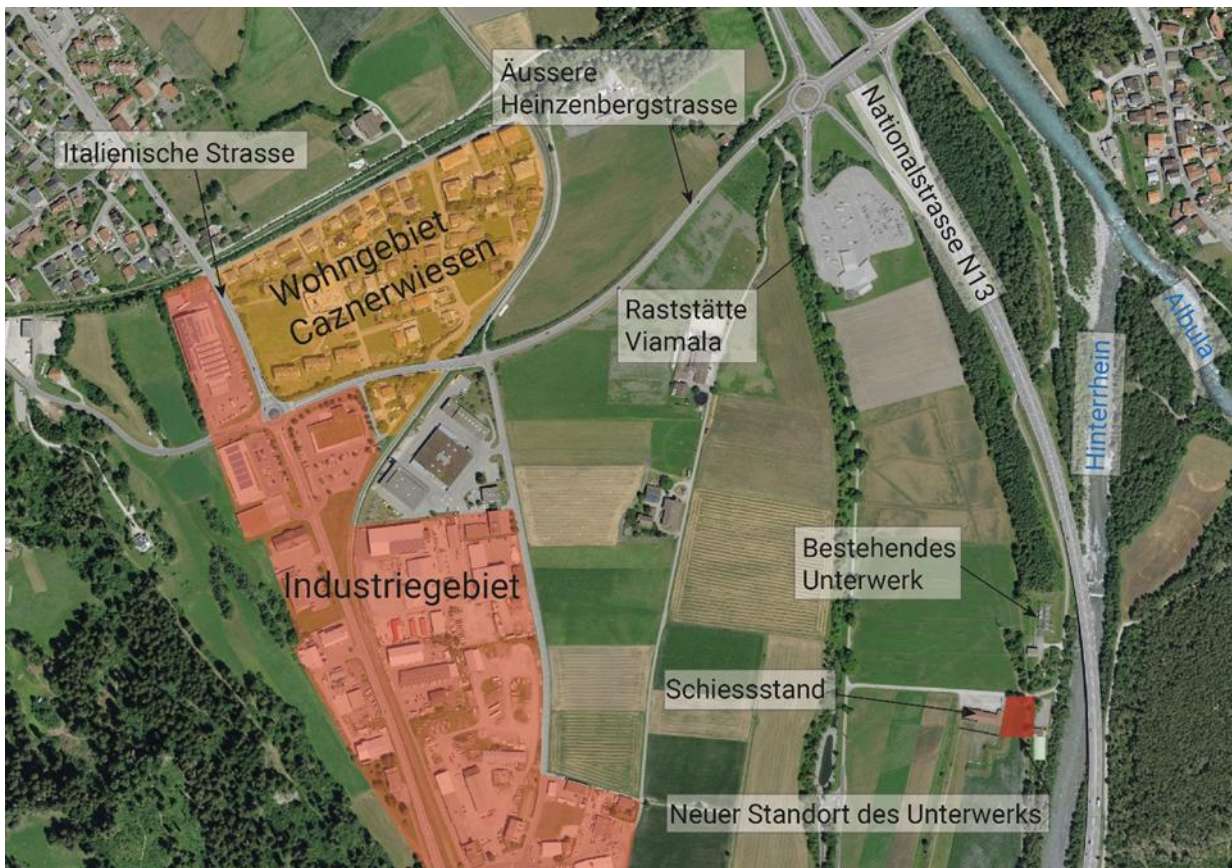 Äussere
Heinzenbergstrasse
Nationalstrasse N13
Italienische Strasse
Wohngebiet
Caznerwiesen
Raststätte
Viamala
Albula
Hinterrhein
Bestehendes
Unterwerk
Industriegebiet
Schiessstand
Neuer Standort des Unterwerks